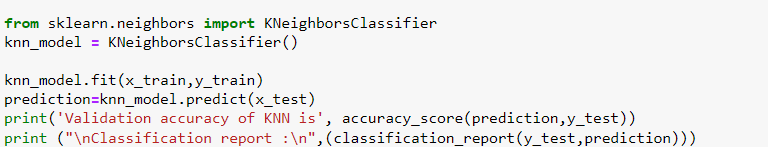 from sklearn.neighbors import KNeighborsClassifier
knn_model = KNeighborsClassifier()
knn_model.fit(x_train,y_train)
prediction=knn_model.predict(x_test)
print('Validation accuracy of KNN is', accuracy_score(prediction,y_test))
print ("\nClassification report :\n",(classification_report(y_test,prediction)))